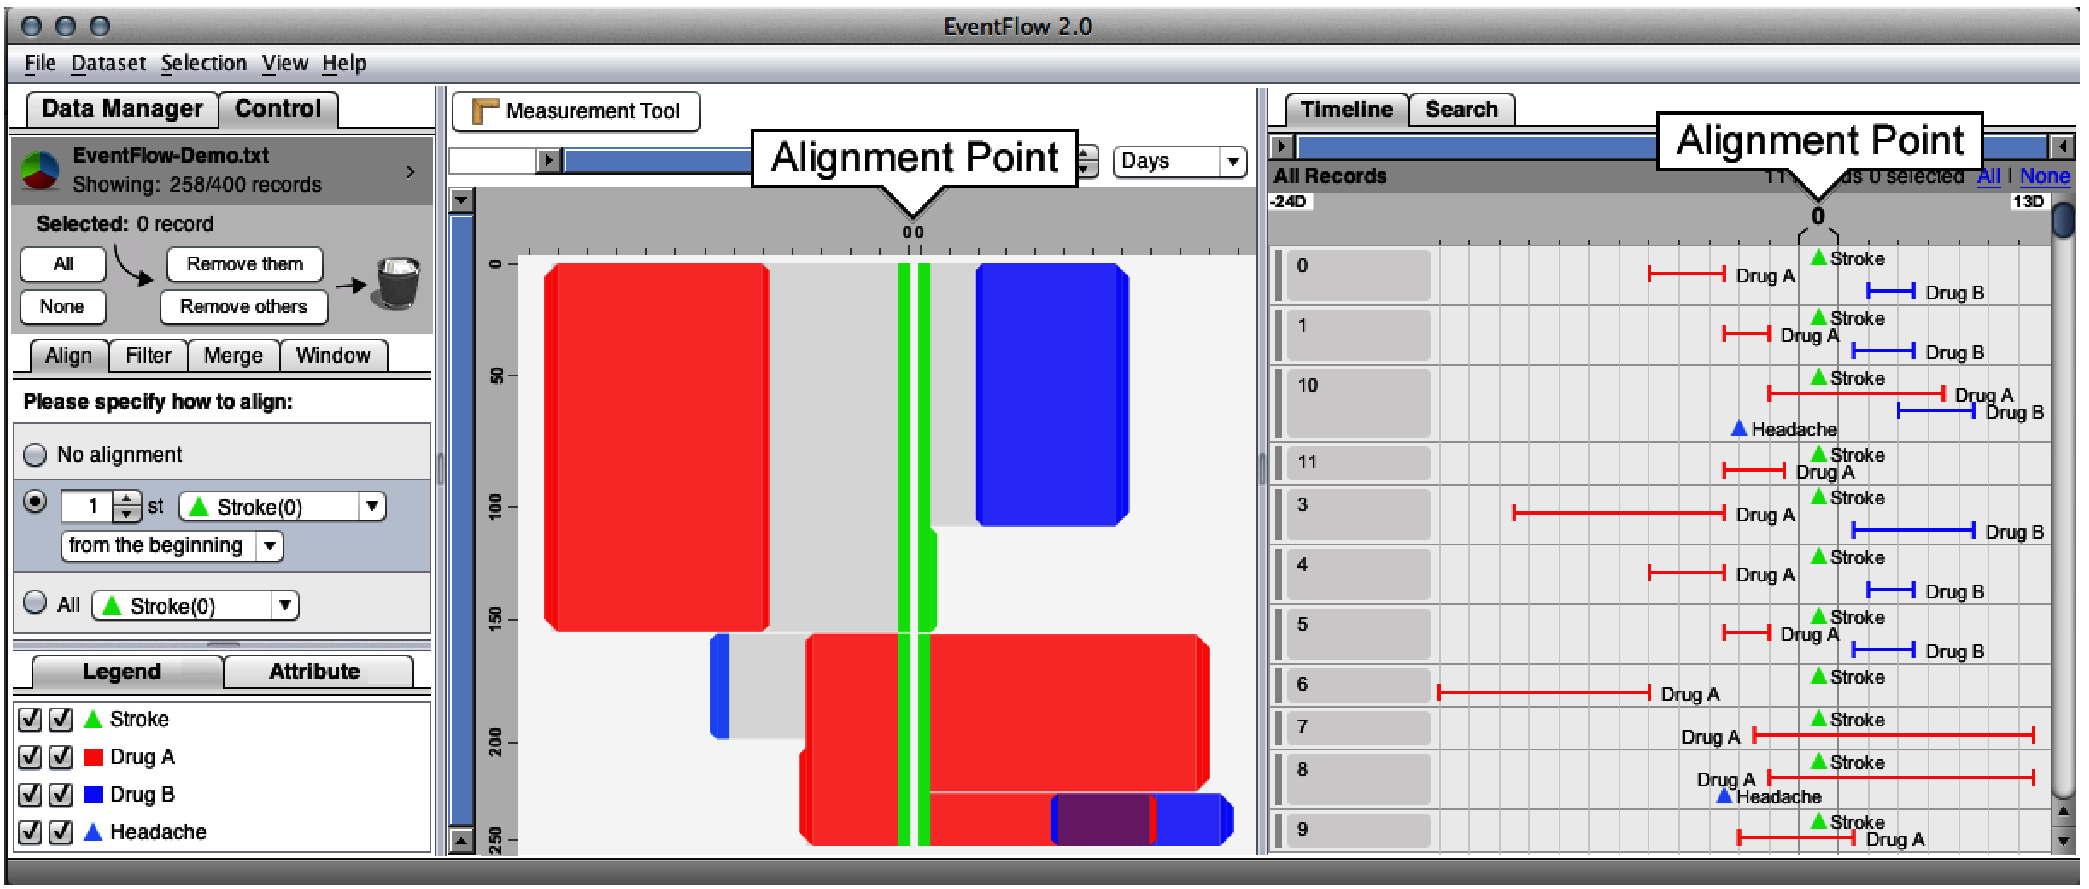 EventFlow 2.0
File Dataset Selection View Help
Data Manager Control
EventFlow-Demo.txt
Showing: 258/400 records
Selected: 0 record
All Remove them
None Remove others
Align Filter Merge Window
Please specify how to align:
No alignment
1 st Stroke(0)
from the beginning
All Stroke(0)
Legend Attribute
Stroke
Drug A
Drug B
Headache
Measurement Tool
Alignment Point
Days
0 0
0
50
100
150
200
250
Timeline Search
Alignment Point
All Records 0 selected All | None
-24D 13D
0
0 Stroke
Drug A
Drug B
1 Stroke
Drug A
Drug B
10 Stroke
Drug A
Drug B
Headache
11 Stroke
Drug A
3 Stroke
Drug A
Drug B
4 Stroke
Drug A
Drug B
5 Stroke
Drug A
Drug B
6 Stroke
Drug A
7 Stroke
Drug A
8 Stroke
Drug A
Headache
9 Stroke
Drug A